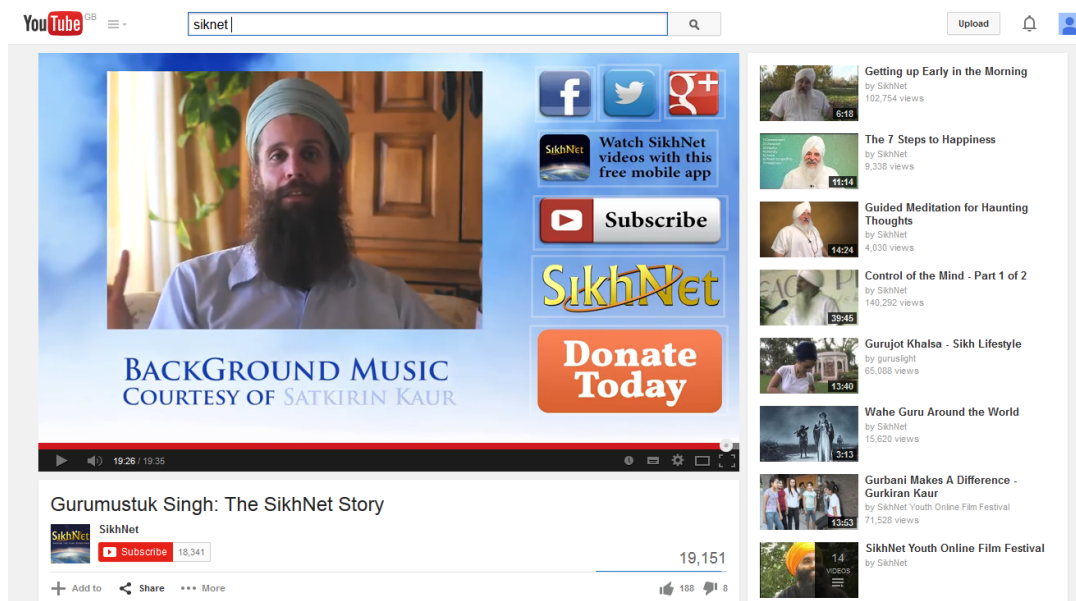 YouTube GB
siknet
Upload
SikhNet
Watch SikhNet
videos with this
free mobile app
Subscribe
SikhNet
Donate
Today
BackGround Music
Courtesy of Satkirin Kaur
19:26 / 19:35
Gurumustuk Singh: The SikhNet Story
SikhNet
SikhNet
Subscribe 18,341
19,151
Add to Share More
188 8
Getting up Early in the Morning
by SikhNet
102,754 views
6:18
The 7 Steps to Happiness
by SikhNet
9,338 views
11:14
Guided Meditation for Haunting
Thoughts
by SikhNet
4,030 views
14:24
Control of the Mind - Part 1 of 2
by SikhNet
140,292 views
39:45
Gurujot Khalsa - Sikh Lifestyle
by guruslight
65,088 views
13:40
Wahe Guru Around the World
by SikhNet
15,620 views
3:13
Gurbani Makes A Difference -
Gurkiran Kaur
by SikhNet Youth Online Film Festival
71,528 views
13:53
SikhNet Youth Online Film Festival
by SikhNet
14
VIDEOS